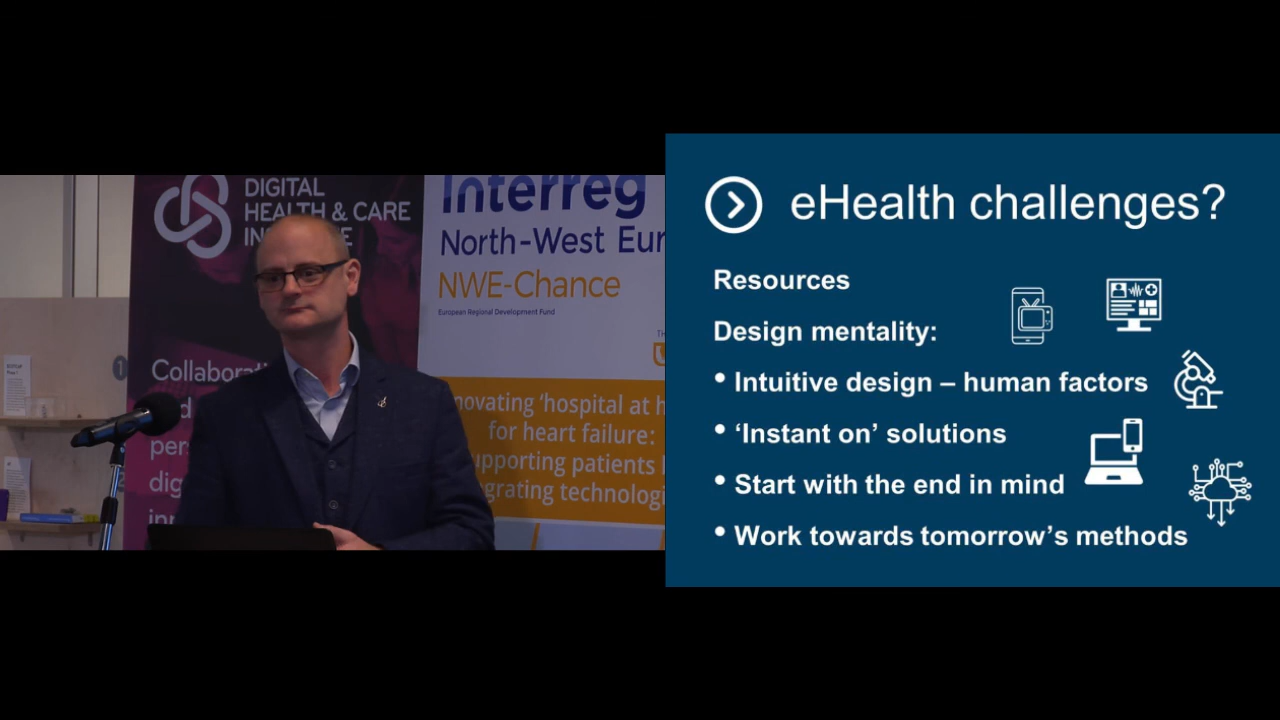 DIGITAL
HEALTH & CARE
Interreg
North-West Eur
NWE-Chance
European Regional Development Fund
Collaborati
per
dig
novating 'hospital at h
for heart failure:
upporting patients
grating technologi
eHealth challenges?
Resources
Design mentality:
• Intuitive design – human factors
• ‘Instant on’ solutions
• Start with the end in mind
• Work towards tomorrow’s methods